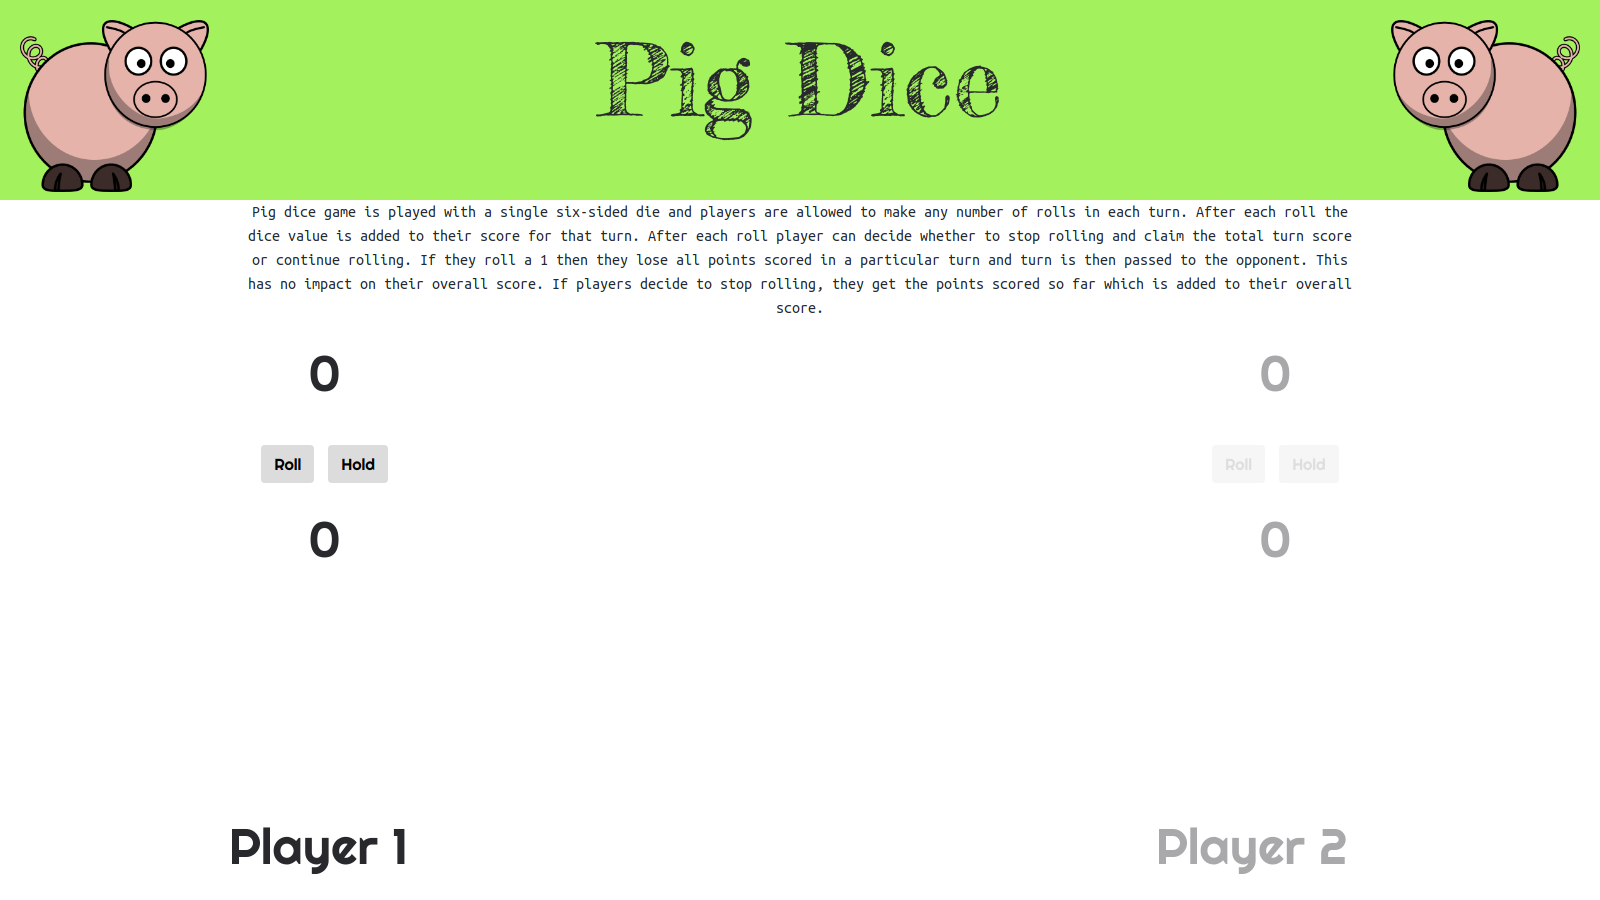 Pig Dice
Pig dice game is played with a single six-sided die and players are allowed to make any number of rolls in each turn. After each roll the
dice value is added to their score for that turn. After each roll player can decide whether to stop rolling and claim the total turn score
or continue rolling. If they roll a 1 then they lose all points scored in a particular turn and turn is then passed to the opponent. This
has no impact on their overall score. If players decide to stop rolling, they get the points scored so far which is added to their overall
score.
0 0
Roll Hold Roll Hold
0 0
Player 1 Player 2